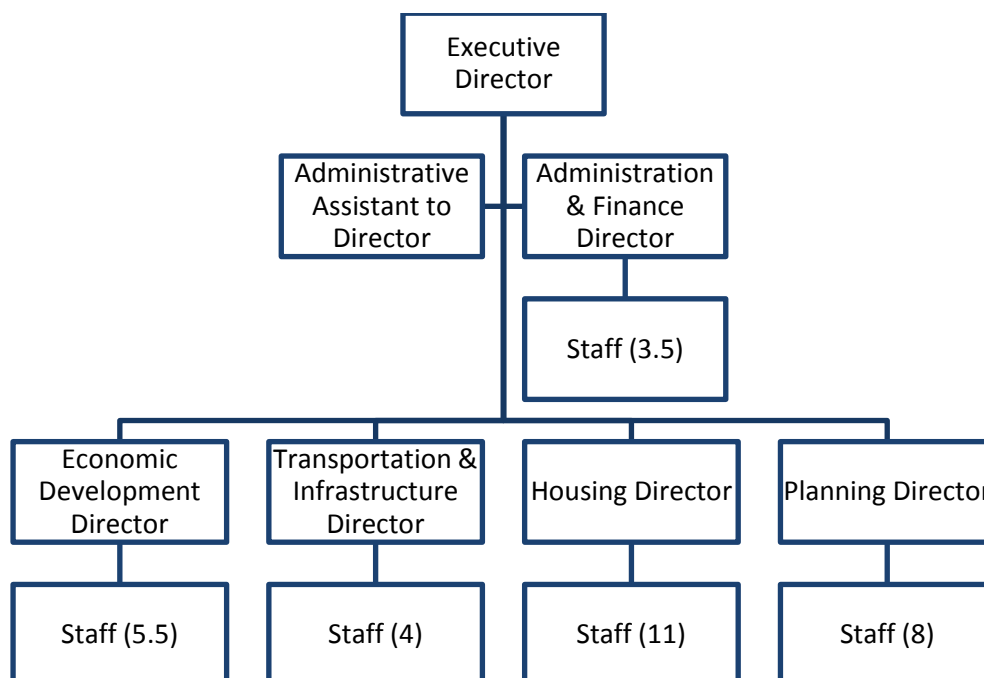 Executive
Director
Administrative
Assistant to
Director
Administration
& Finance
Director
Staff (3.5)
Economic
Development
Director
Transportation &
Infrastructure
Director
Housing Director
Planning Director
Staff (5.5)
Staff (4)
Staff (11)
Staff (8)